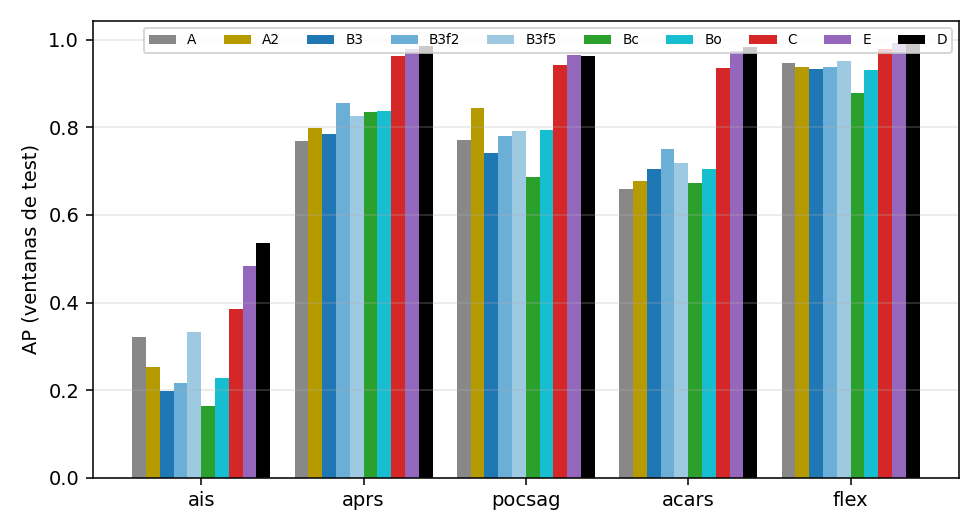 A A2 B3 B3f2 B3f5 Bc Bo C E D
1.0
0.8
0.6
0.4
0.2
0.0
AP (ventanas de test)
ais aprs pocsag acars flex